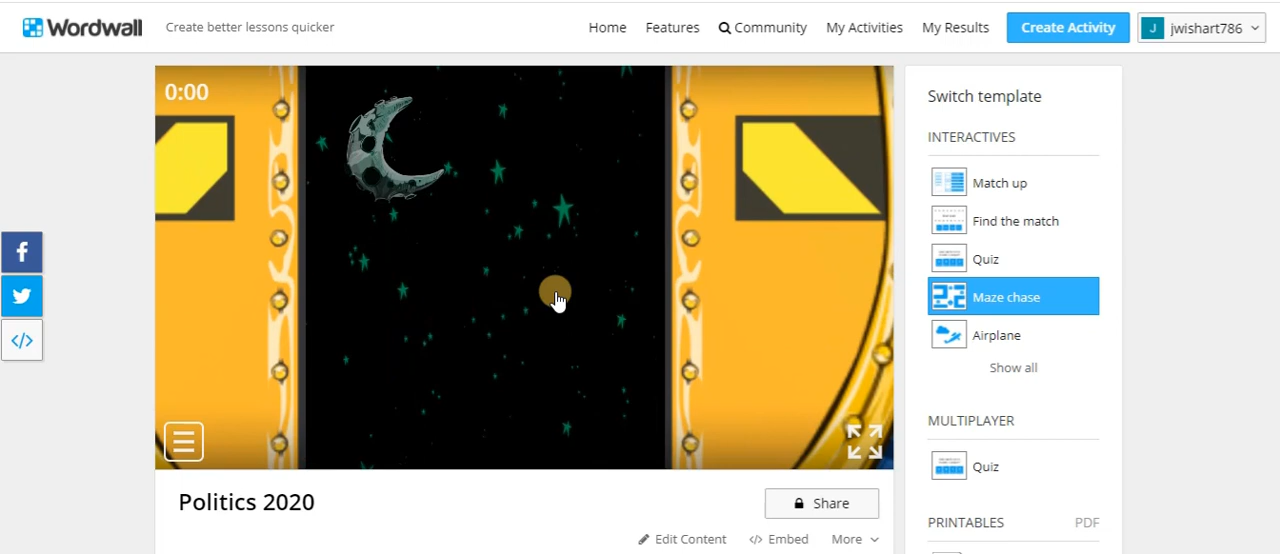 Wordwall Create better lessons quicker Home Features Community My Activities My Results Create Activity J jwishart786
0:00
Switch template
INTERACTIVES
Match up
Find the match
Quiz
Maze chase
Airplane
Show all
MULTIPLAYER
Quiz
PRINTABLES PDF
Politics 2020 Share
Edit Content Embed More